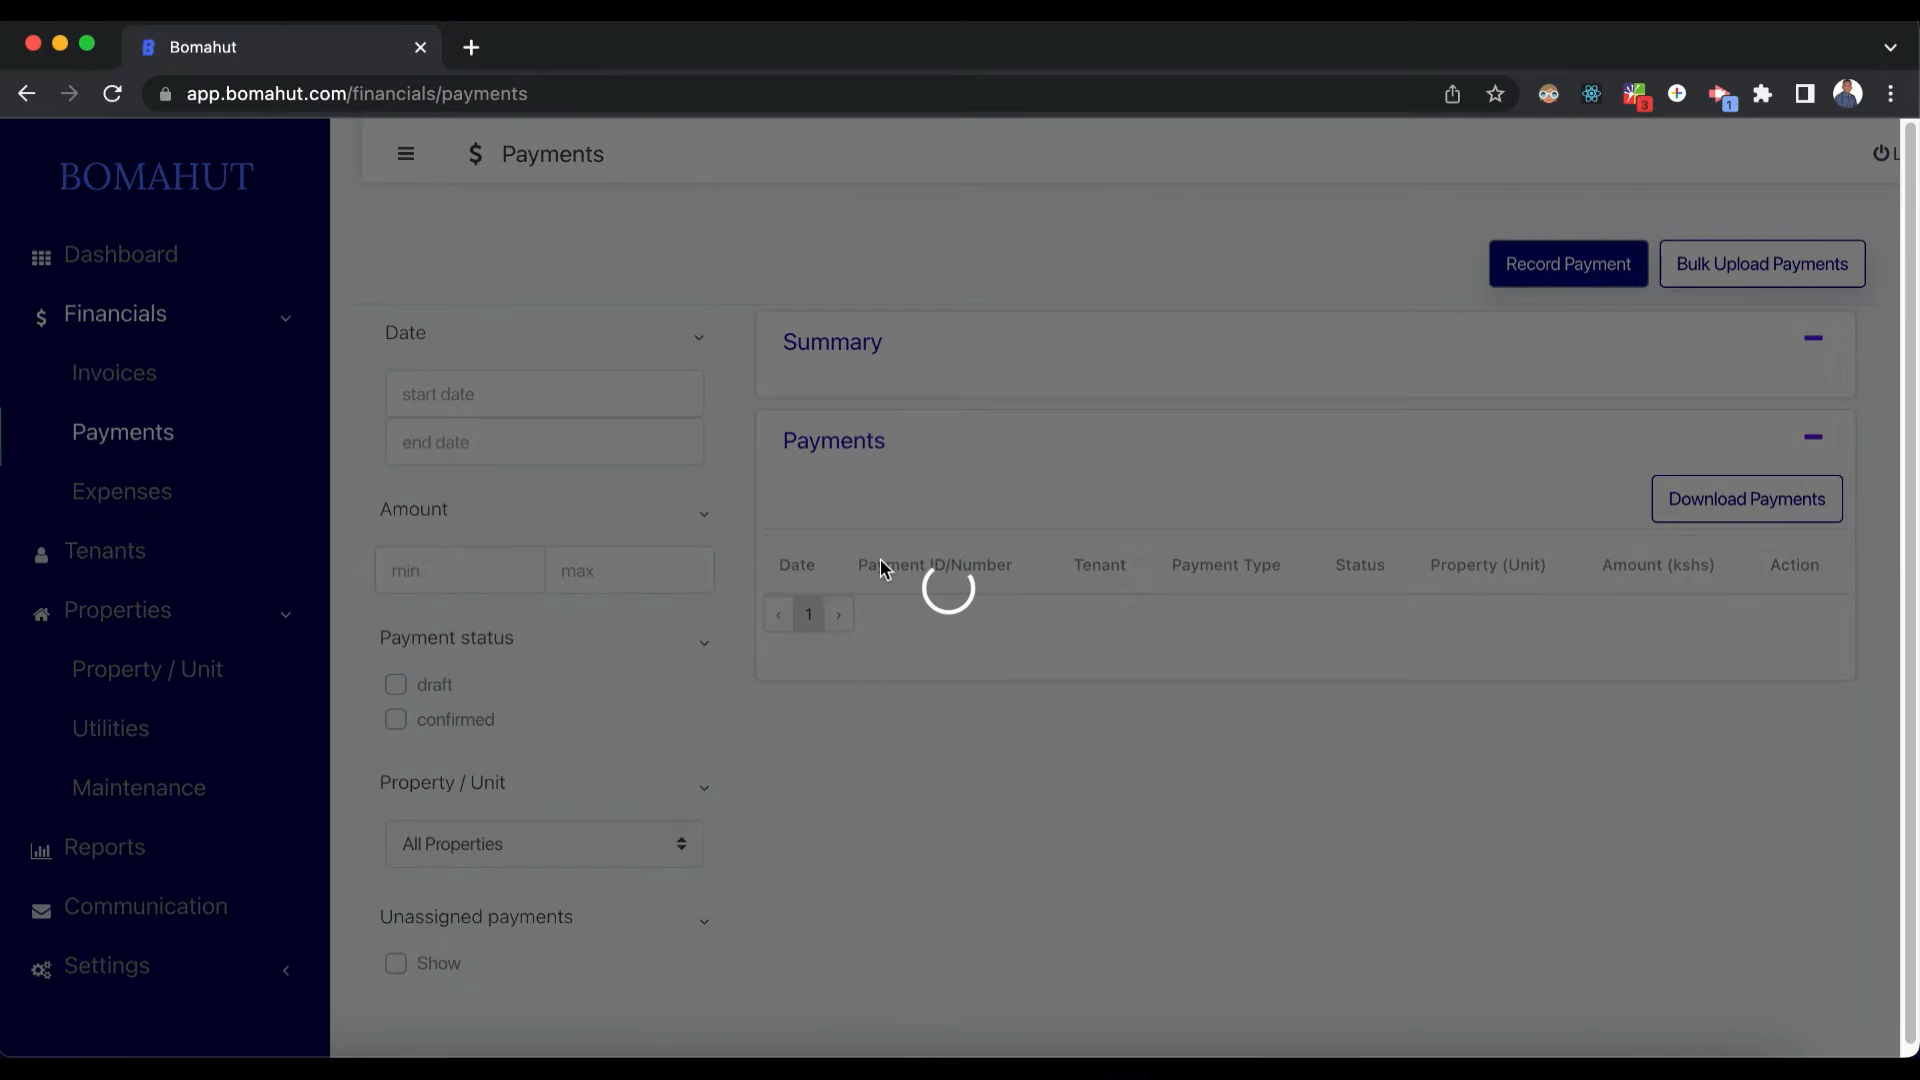 Bomahut
app.bomahut.com/financials/payments
3
1
BOMAHUT
$ Payments
Dashboard
$ Financials
Invoices
Payments
Expenses
Tenants
Properties
Property / Unit
Utilities
Maintenance
Reports
Communication
Settings
Record Payment
Bulk Upload Payments
Date
start date
end date
Amount
min
max
Payment status
draft
confirmed
Property / Unit
All Properties
Unassigned payments
Show
Summary
Payments
Download Payments
Date
Payment ID/Number
Tenant
Payment Type
Status
Property (Unit)
Amount (kshs)
Action
‹ 1 ›